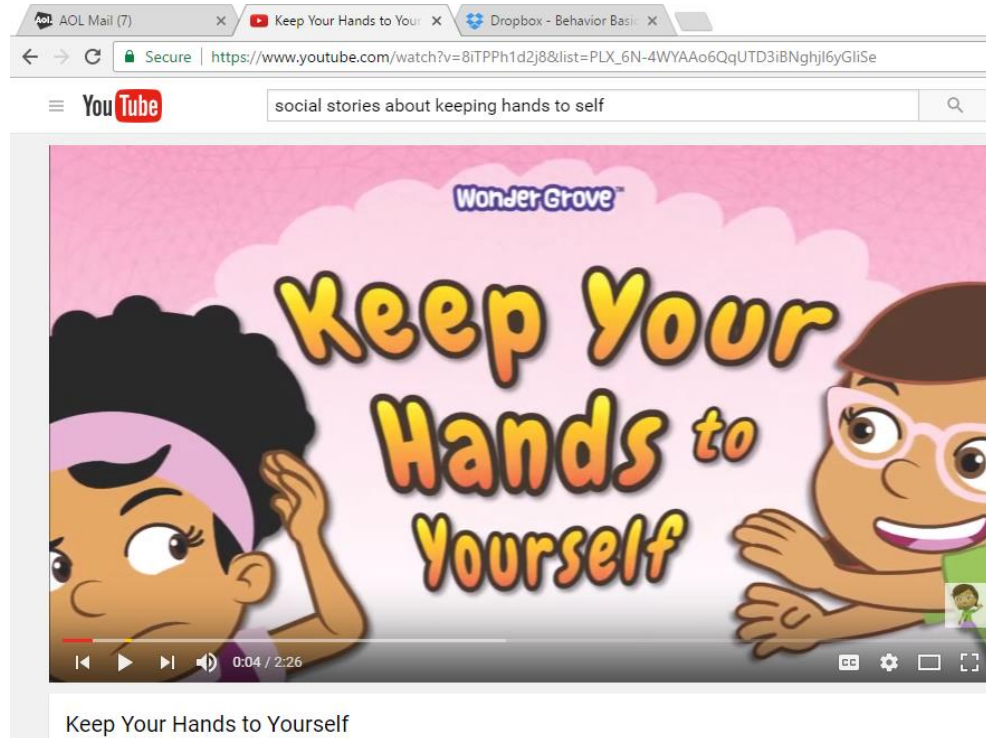 Aol. AOL Mail (7)
Keep Your Hands to Your
Dropbox - Behavior Basic
Secure
https://www.youtube.com/watch?v=8iTPPh1d2j8&list=PLX_6N-4WYAAo6QqUTD3iBNghjl6yGliSe
YouTube
social stories about keeping hands to self
WonderGrove™
Keep Your
Hands to
Yourself
0:04 / 2:26
CC
Keep Your Hands to Yourself